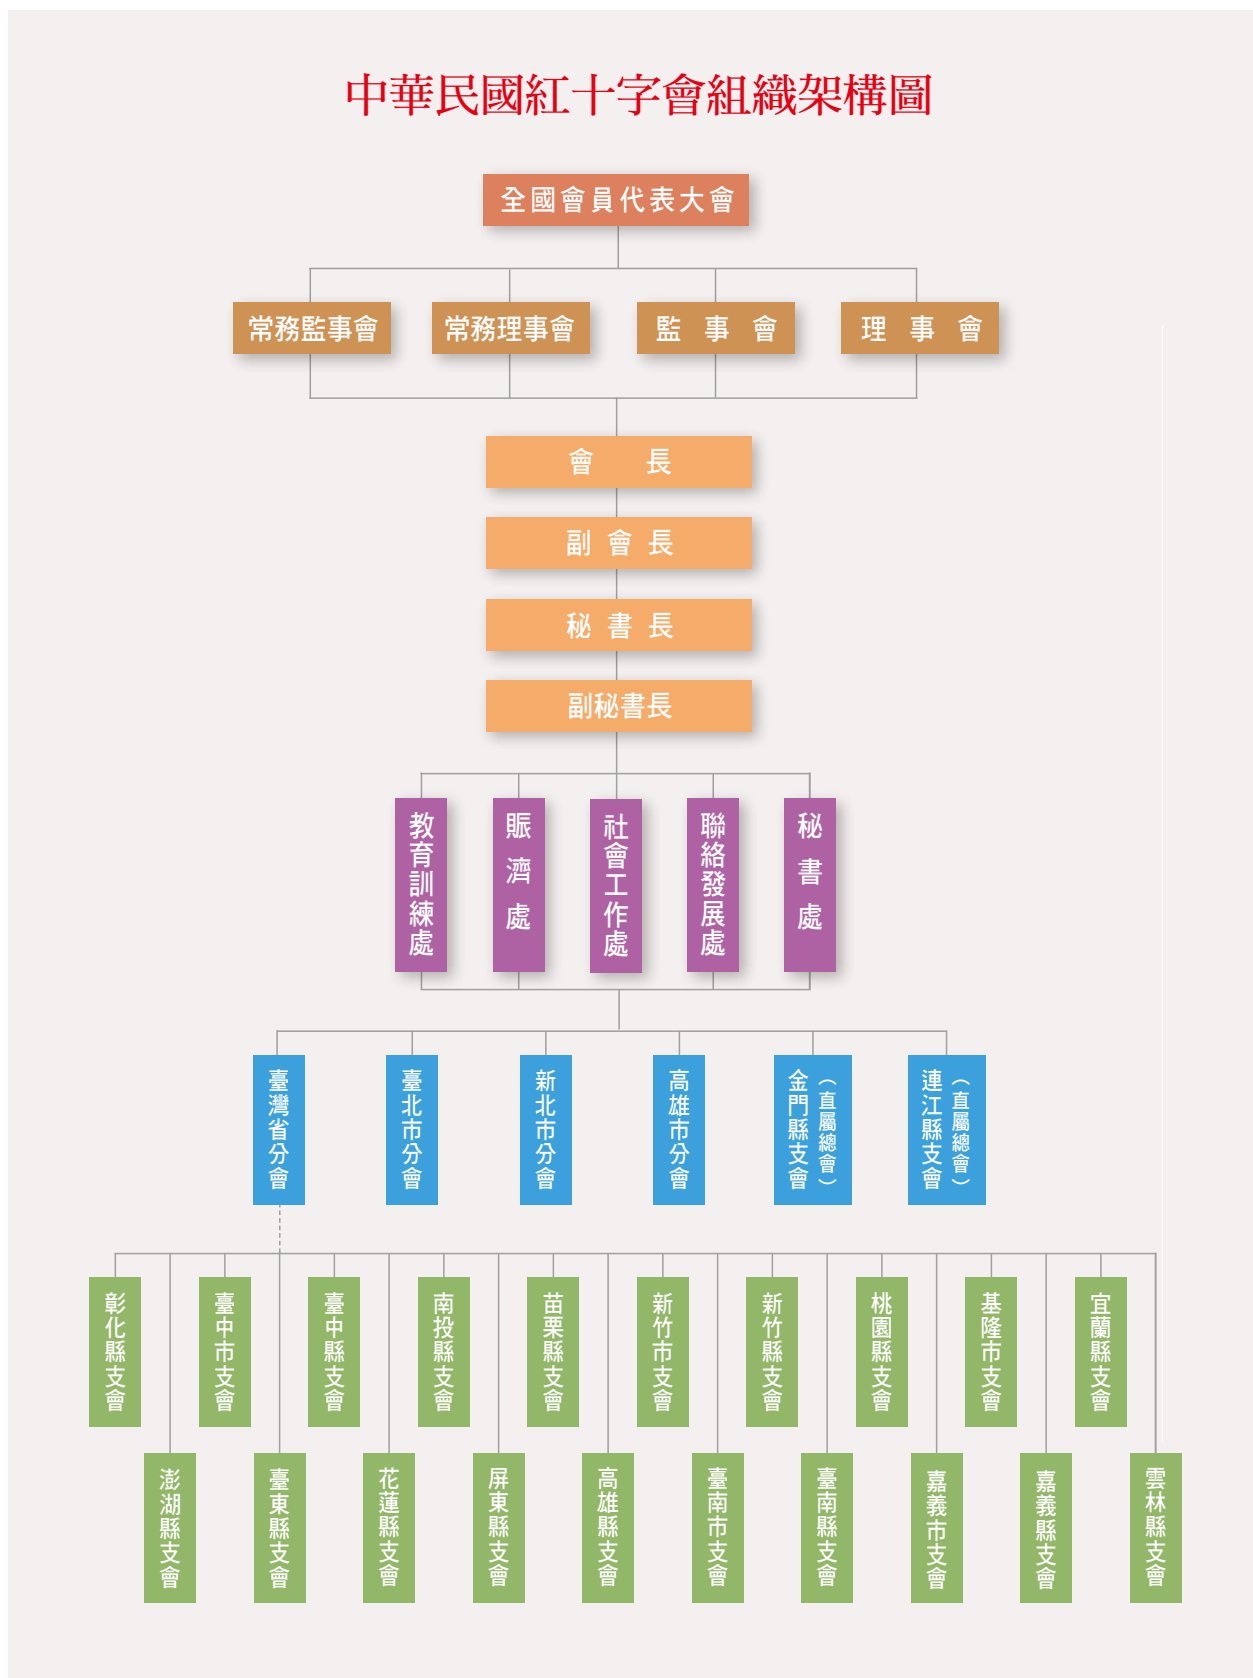 中華民國紅十字會組織架構圖
全國會員代表大會
常務監事會
常務理事會
監事會
理事會
會長
副會長
秘書長
副秘書長
教育訓練處
賑濟處
社會工作處
聯絡發展處
秘書處
臺灣省分會
臺北市分會
新北市分會
高雄市分會
金門縣支會
（直屬總會）
連江縣支會
（直屬總會）
彰化縣支會
臺中市支會
臺中縣支會
南投縣支會
苗栗縣支會
新竹市支會
新竹縣支會
桃園縣支會
基隆市支會
宜蘭縣支會
澎湖縣支會
臺東縣支會
花蓮縣支會
屏東縣支會
高雄縣支會
臺南市支會
臺南縣支會
嘉義市支會
嘉義縣支會
雲林縣支會